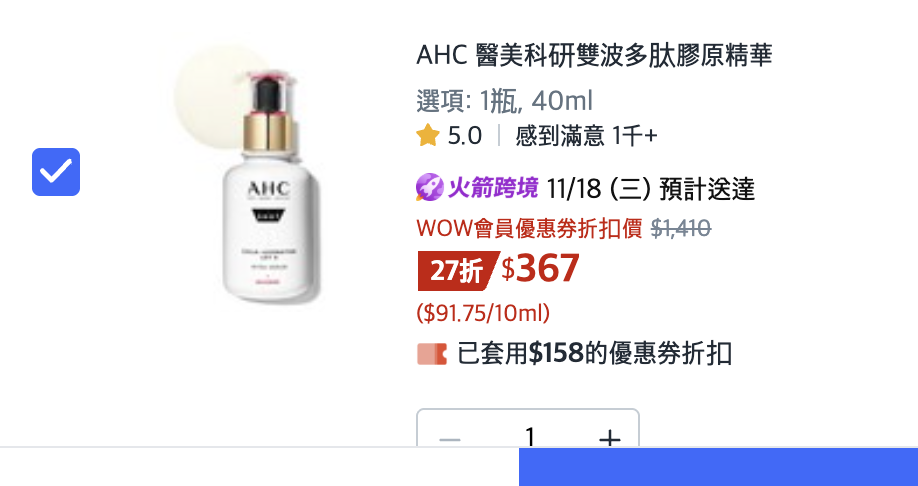 AHC 醫美科研雙波多肽膠原精華
選項: 1瓶, 40ml
5.0 | 感到滿意 1千+
火箭跨境 11/18 (三) 預計送達
WOW會員優惠券折扣價 $1,410
27折 $367
($91.75/10ml)
已套用$158的優惠券折扣
1
AHC